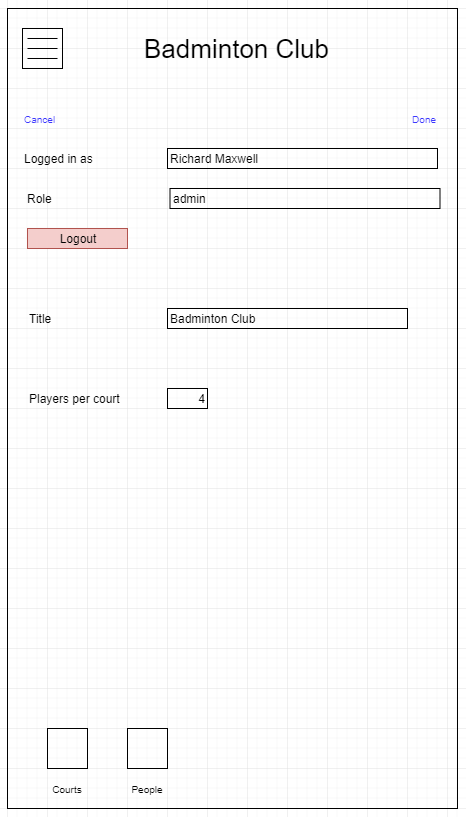 Badminton Club
Cancel Done
Logged in as Richard Maxwell
Role admin
Logout
Title Badminton Club
Players per court 4
Courts People